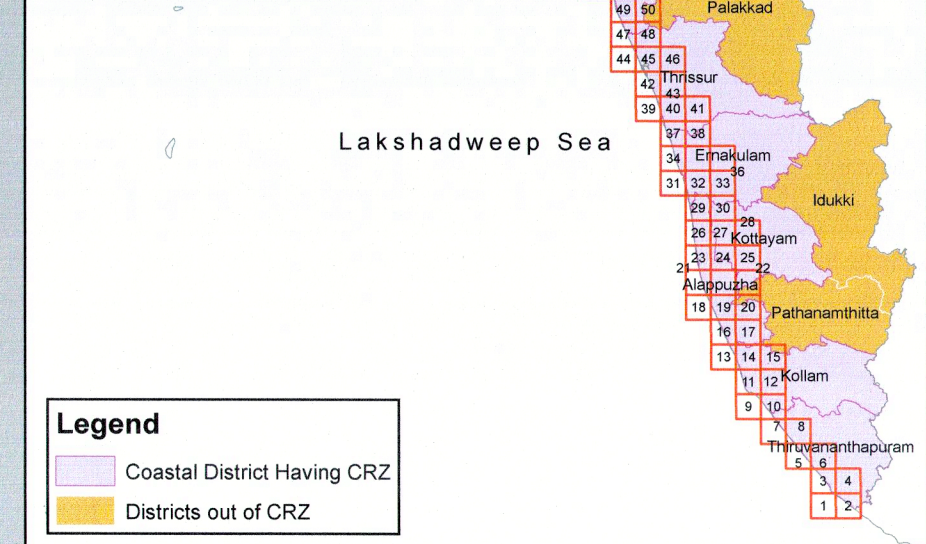 49 50 Palakkad
47 48
44 45 46
Thrissur
42
43
39 40 41
37 38
Lakshadweep Sea
34 Ernakulam
36
31 32 33
Idukki
29 30
28
26 27 Kottayam
23 24 25
21 22
Alappuzha
18 19 20
Pathanamthitta
16 17
13 14 15
11 12 Kollam
9 10
7 8
Thiruvananthapuram
5 6
3 4
1 2
Legend
Coastal District Having CRZ
Districts out of CRZ